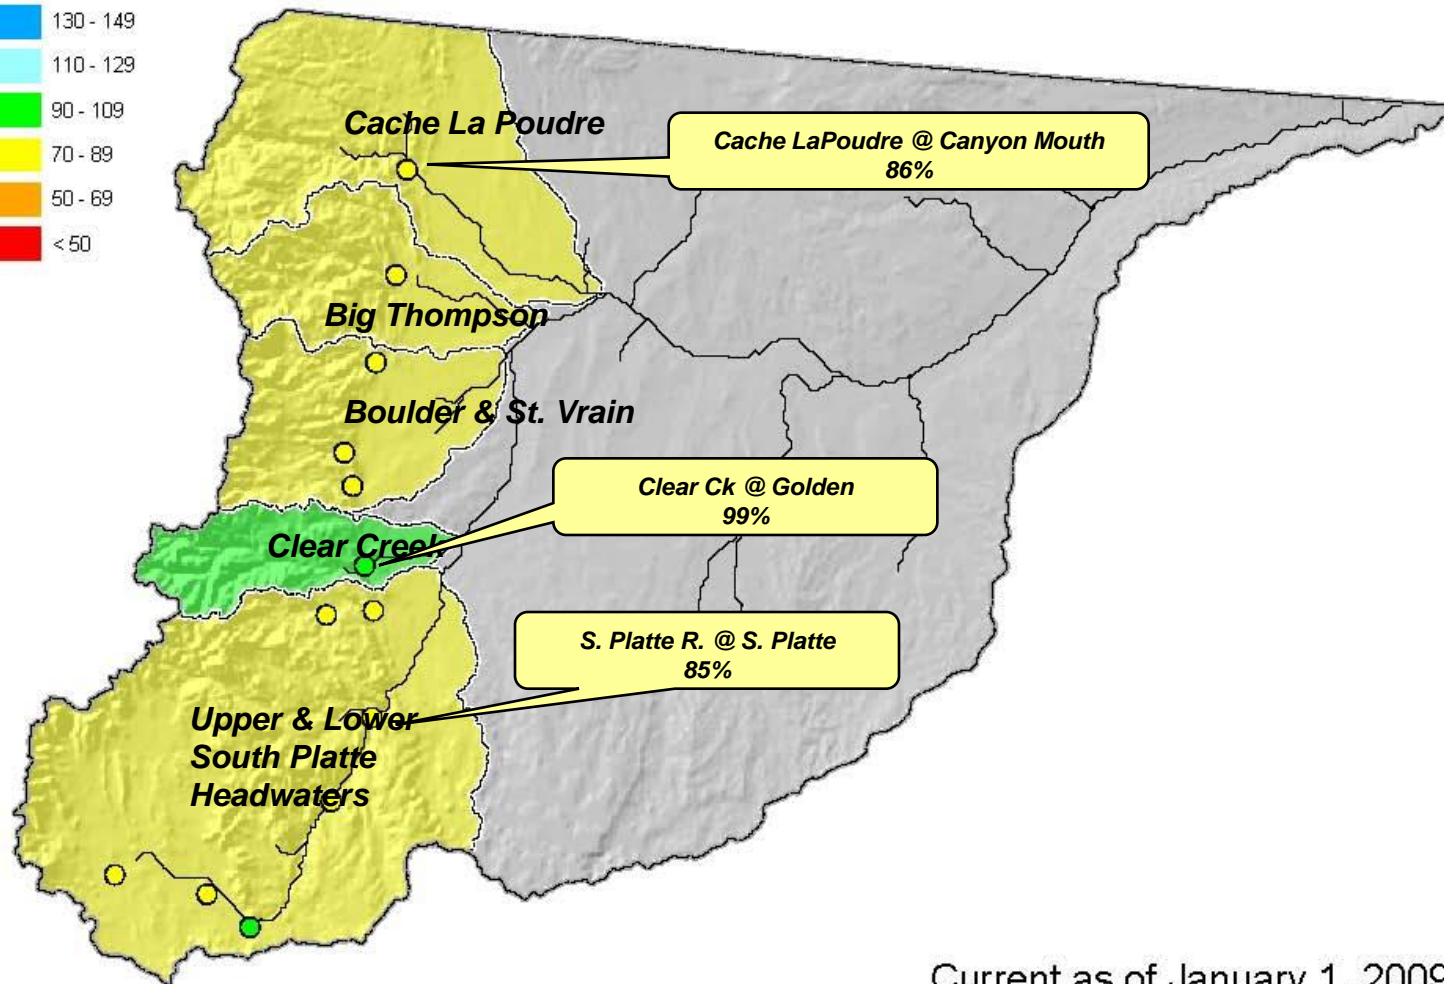 130 - 149
110 - 129
90 - 109
70 - 89
50 - 69
< 50
Cache La Poudre
Cache LaPoudre @ Canyon Mouth
86%
Big Thompson
Boulder & St. Vrain
Clear Ck @ Golden
99%
Clear Creek
S. Platte R. @ S. Platte
85%
Upper & Lower
South Platte
Headwaters
Current as of January 1, 2009